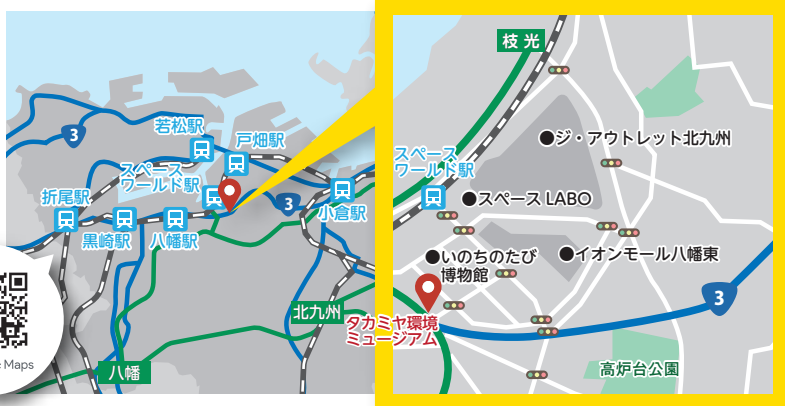 若松駅
戸畑駅
3
スペース
ワールド駅
折尾駅
黒崎駅
八幡駅
3
小倉駅
北九州
八幡
Maps
枝光
ジ・アウトレット北九州
スペース
ワールド駅
スペースLABO
いのちのたび
博物館
イオンモール八幡東
3
タカミヤ環境
ミュージアム
高炉台公園